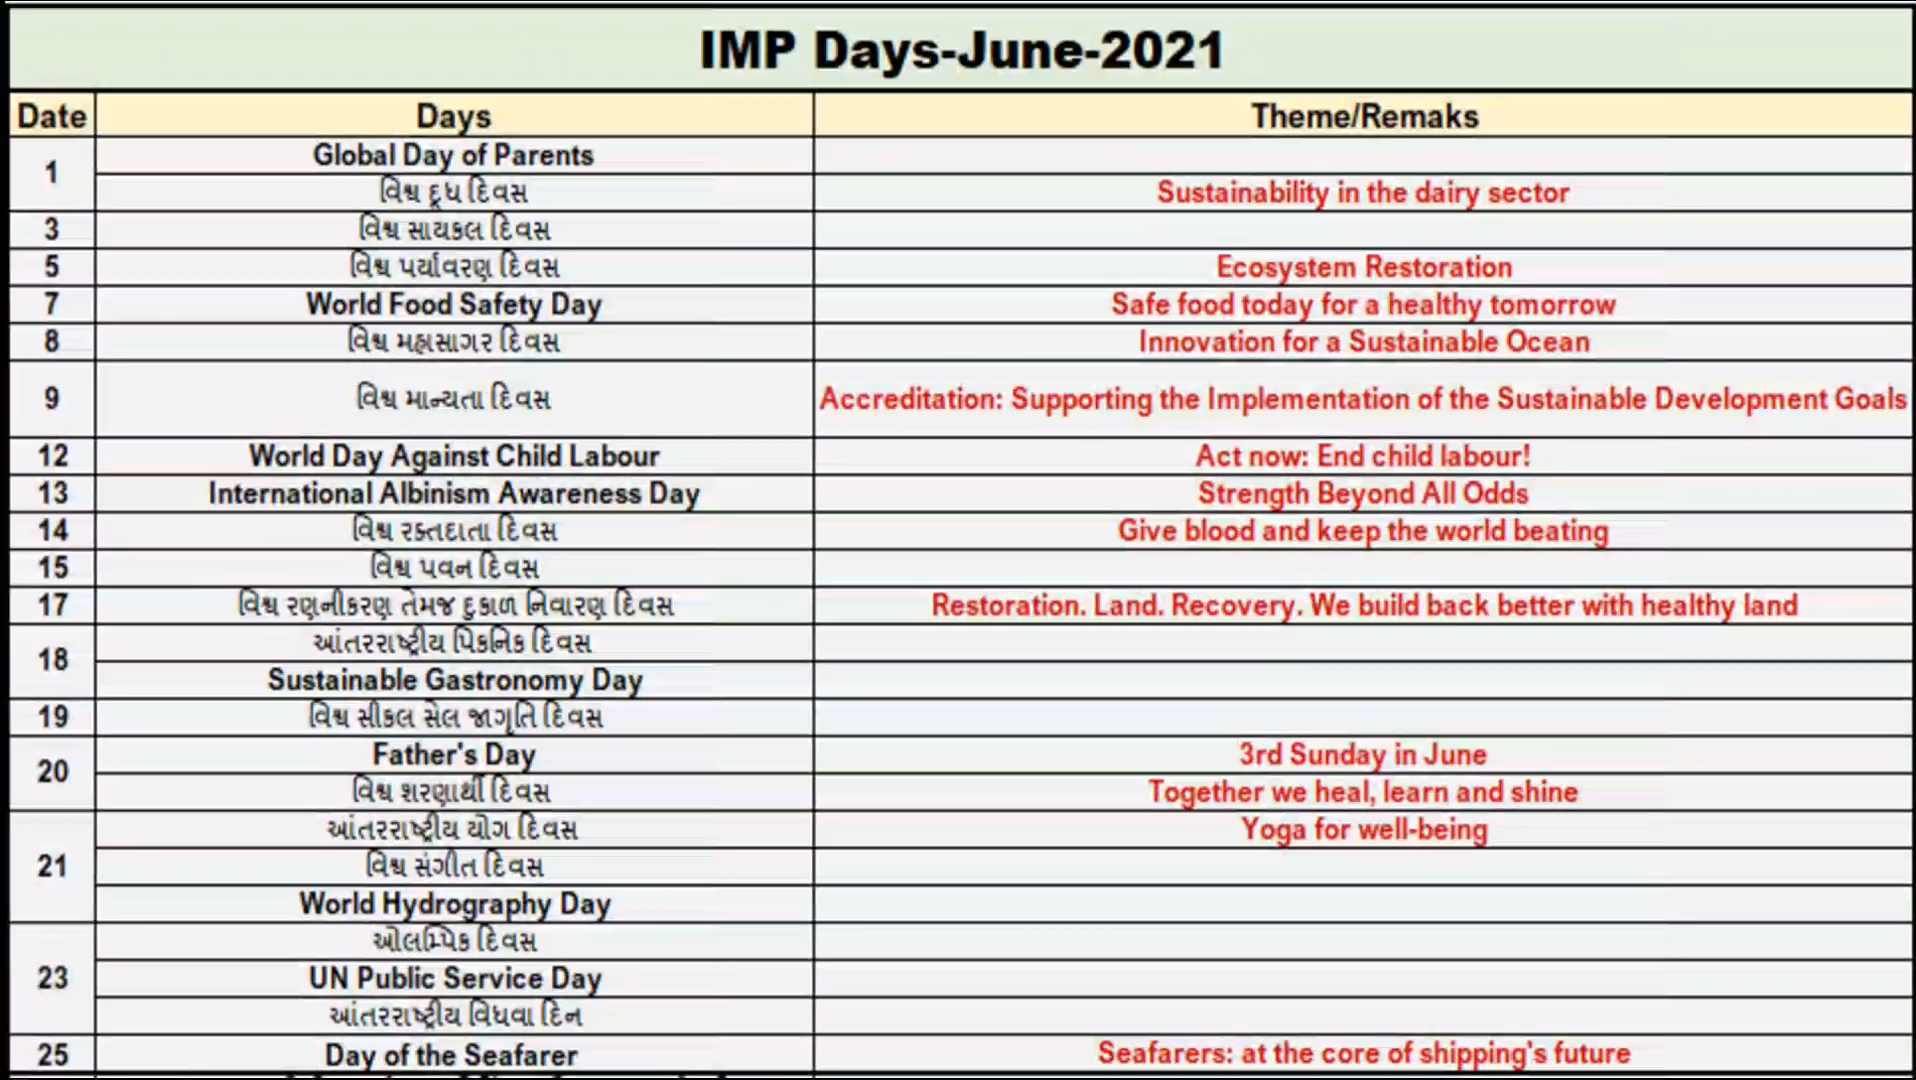 IMP Days-June-2021
Date Days Theme/Remaks
1 Global Day of Parents
વિશ્વ દૂધ દિવસ Sustainability in the dairy sector
3 વિશ્વ સાયકલ દિવસ
5 વિશ્વ પર્યાવરણ દિવસ Ecosystem Restoration
7 World Food Safety Day Safe food today for a healthy tomorrow
8 વિશ્વ મહાસાગર દિવસ Innovation for a Sustainable Ocean
9 વિશ્વ માન્યતા દિવસ Accreditation: Supporting the Implementation of the Sustainable Development Goals
12 World Day Against Child Labour Act now: End child labour!
13 International Albinism Awareness Day Strength Beyond All Odds
14 વિશ્વ રક્તદાતા દિવસ Give blood and keep the world beating
15 વિશ્વ પવન દિવસ
17 વિશ્વ રણનીકરણ તેમજ દુકાળ નિવારણ દિવસ Restoration. Land. Recovery. We build back better with healthy land
18 આંતરરાષ્ટ્રીય પિકનિક દિવસ
Sustainable Gastronomy Day
19 વિશ્વ સીકલ સેલ જાગૃતિ દિવસ
20 Father's Day 3rd Sunday in June
વિશ્વ શરણાર્થી દિવસ Together we heal, learn and shine
21 આંતરરાષ્ટ્રીય યોગ દિવસ Yoga for well-being
વિશ્વ સંગીત દિવસ
World Hydrography Day
23 ઓલમ્પિક દિવસ
UN Public Service Day
આંતરરાષ્ટ્રીય વિધવા દિન
25 Day of the Seafarer Seafarers: at the core of shipping's future